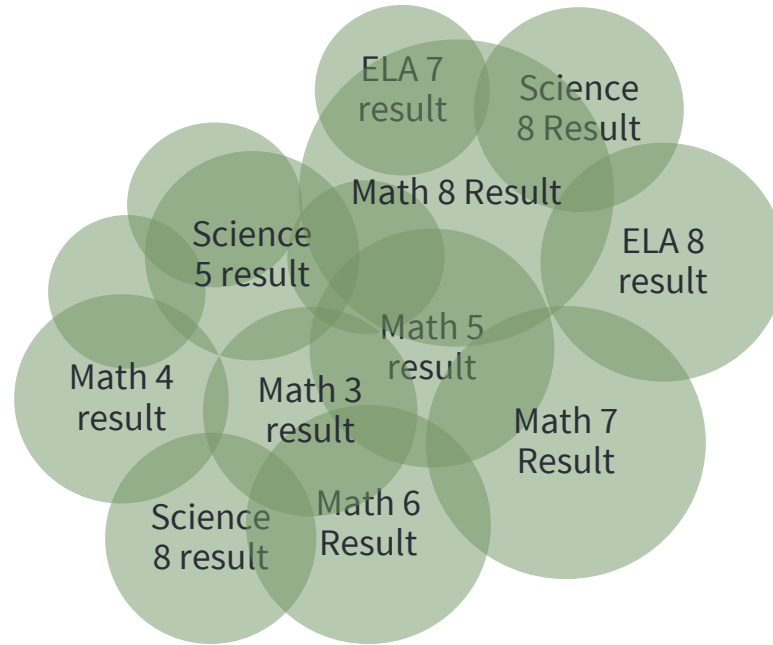 ELA 7
result
Science
8 Result
Math 8 Result
Science
5 result
ELA 8
result
Math 5
result
Math 4
result
Math 3
result
Math 7
Result
Science
8 result
Math 6
Result